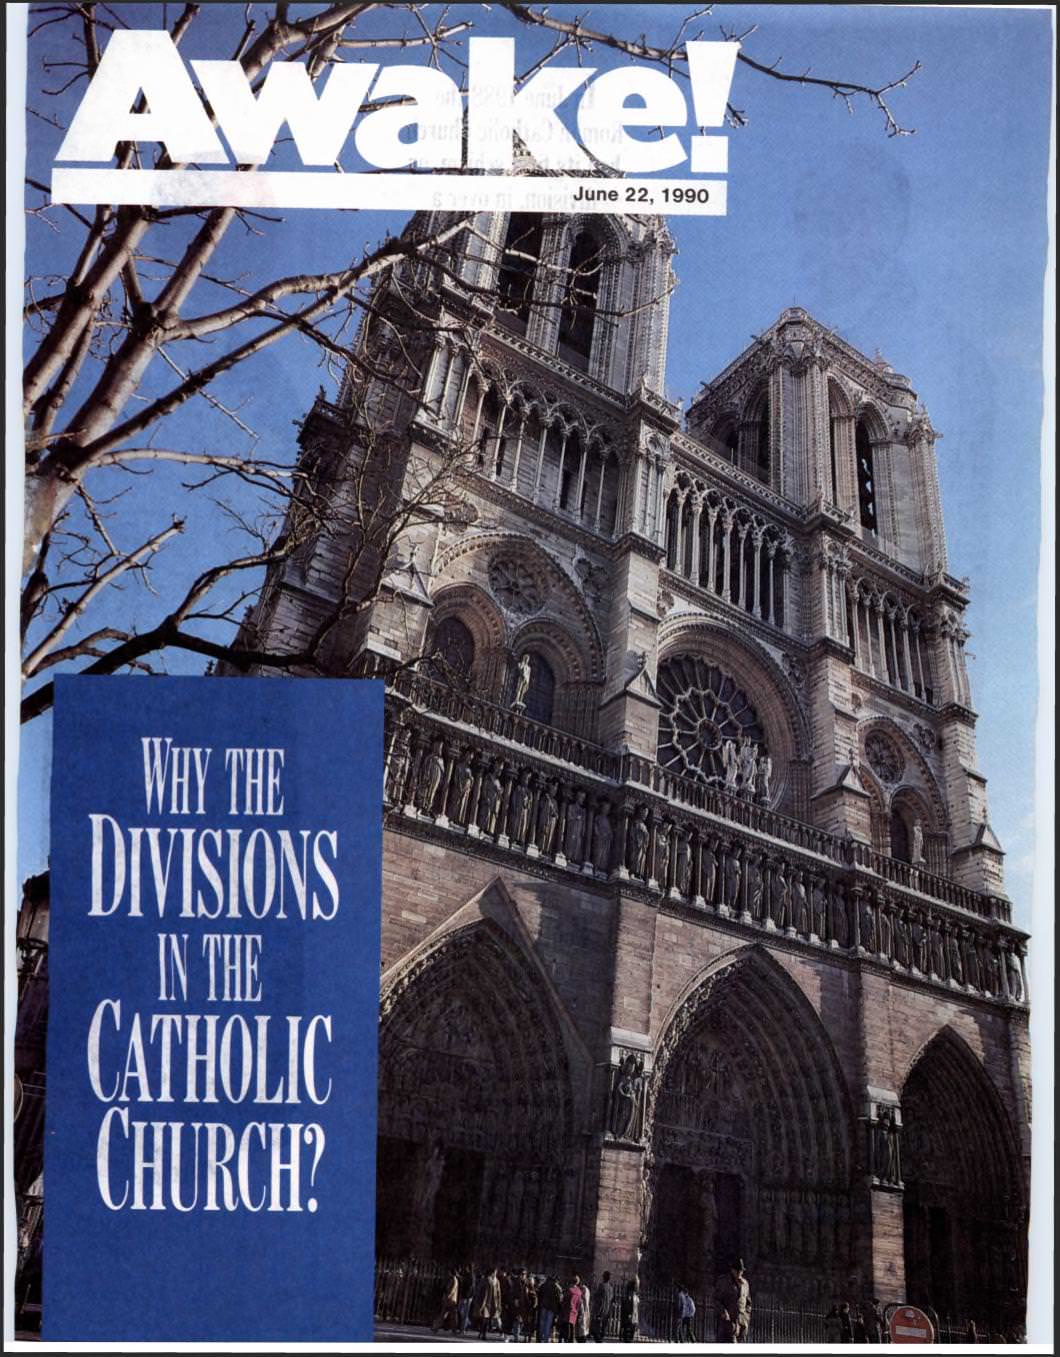 Awake!
June 22, 1990
WHY THE
DIVISIONS
IN THE
CATHOLIC
CHURCH?